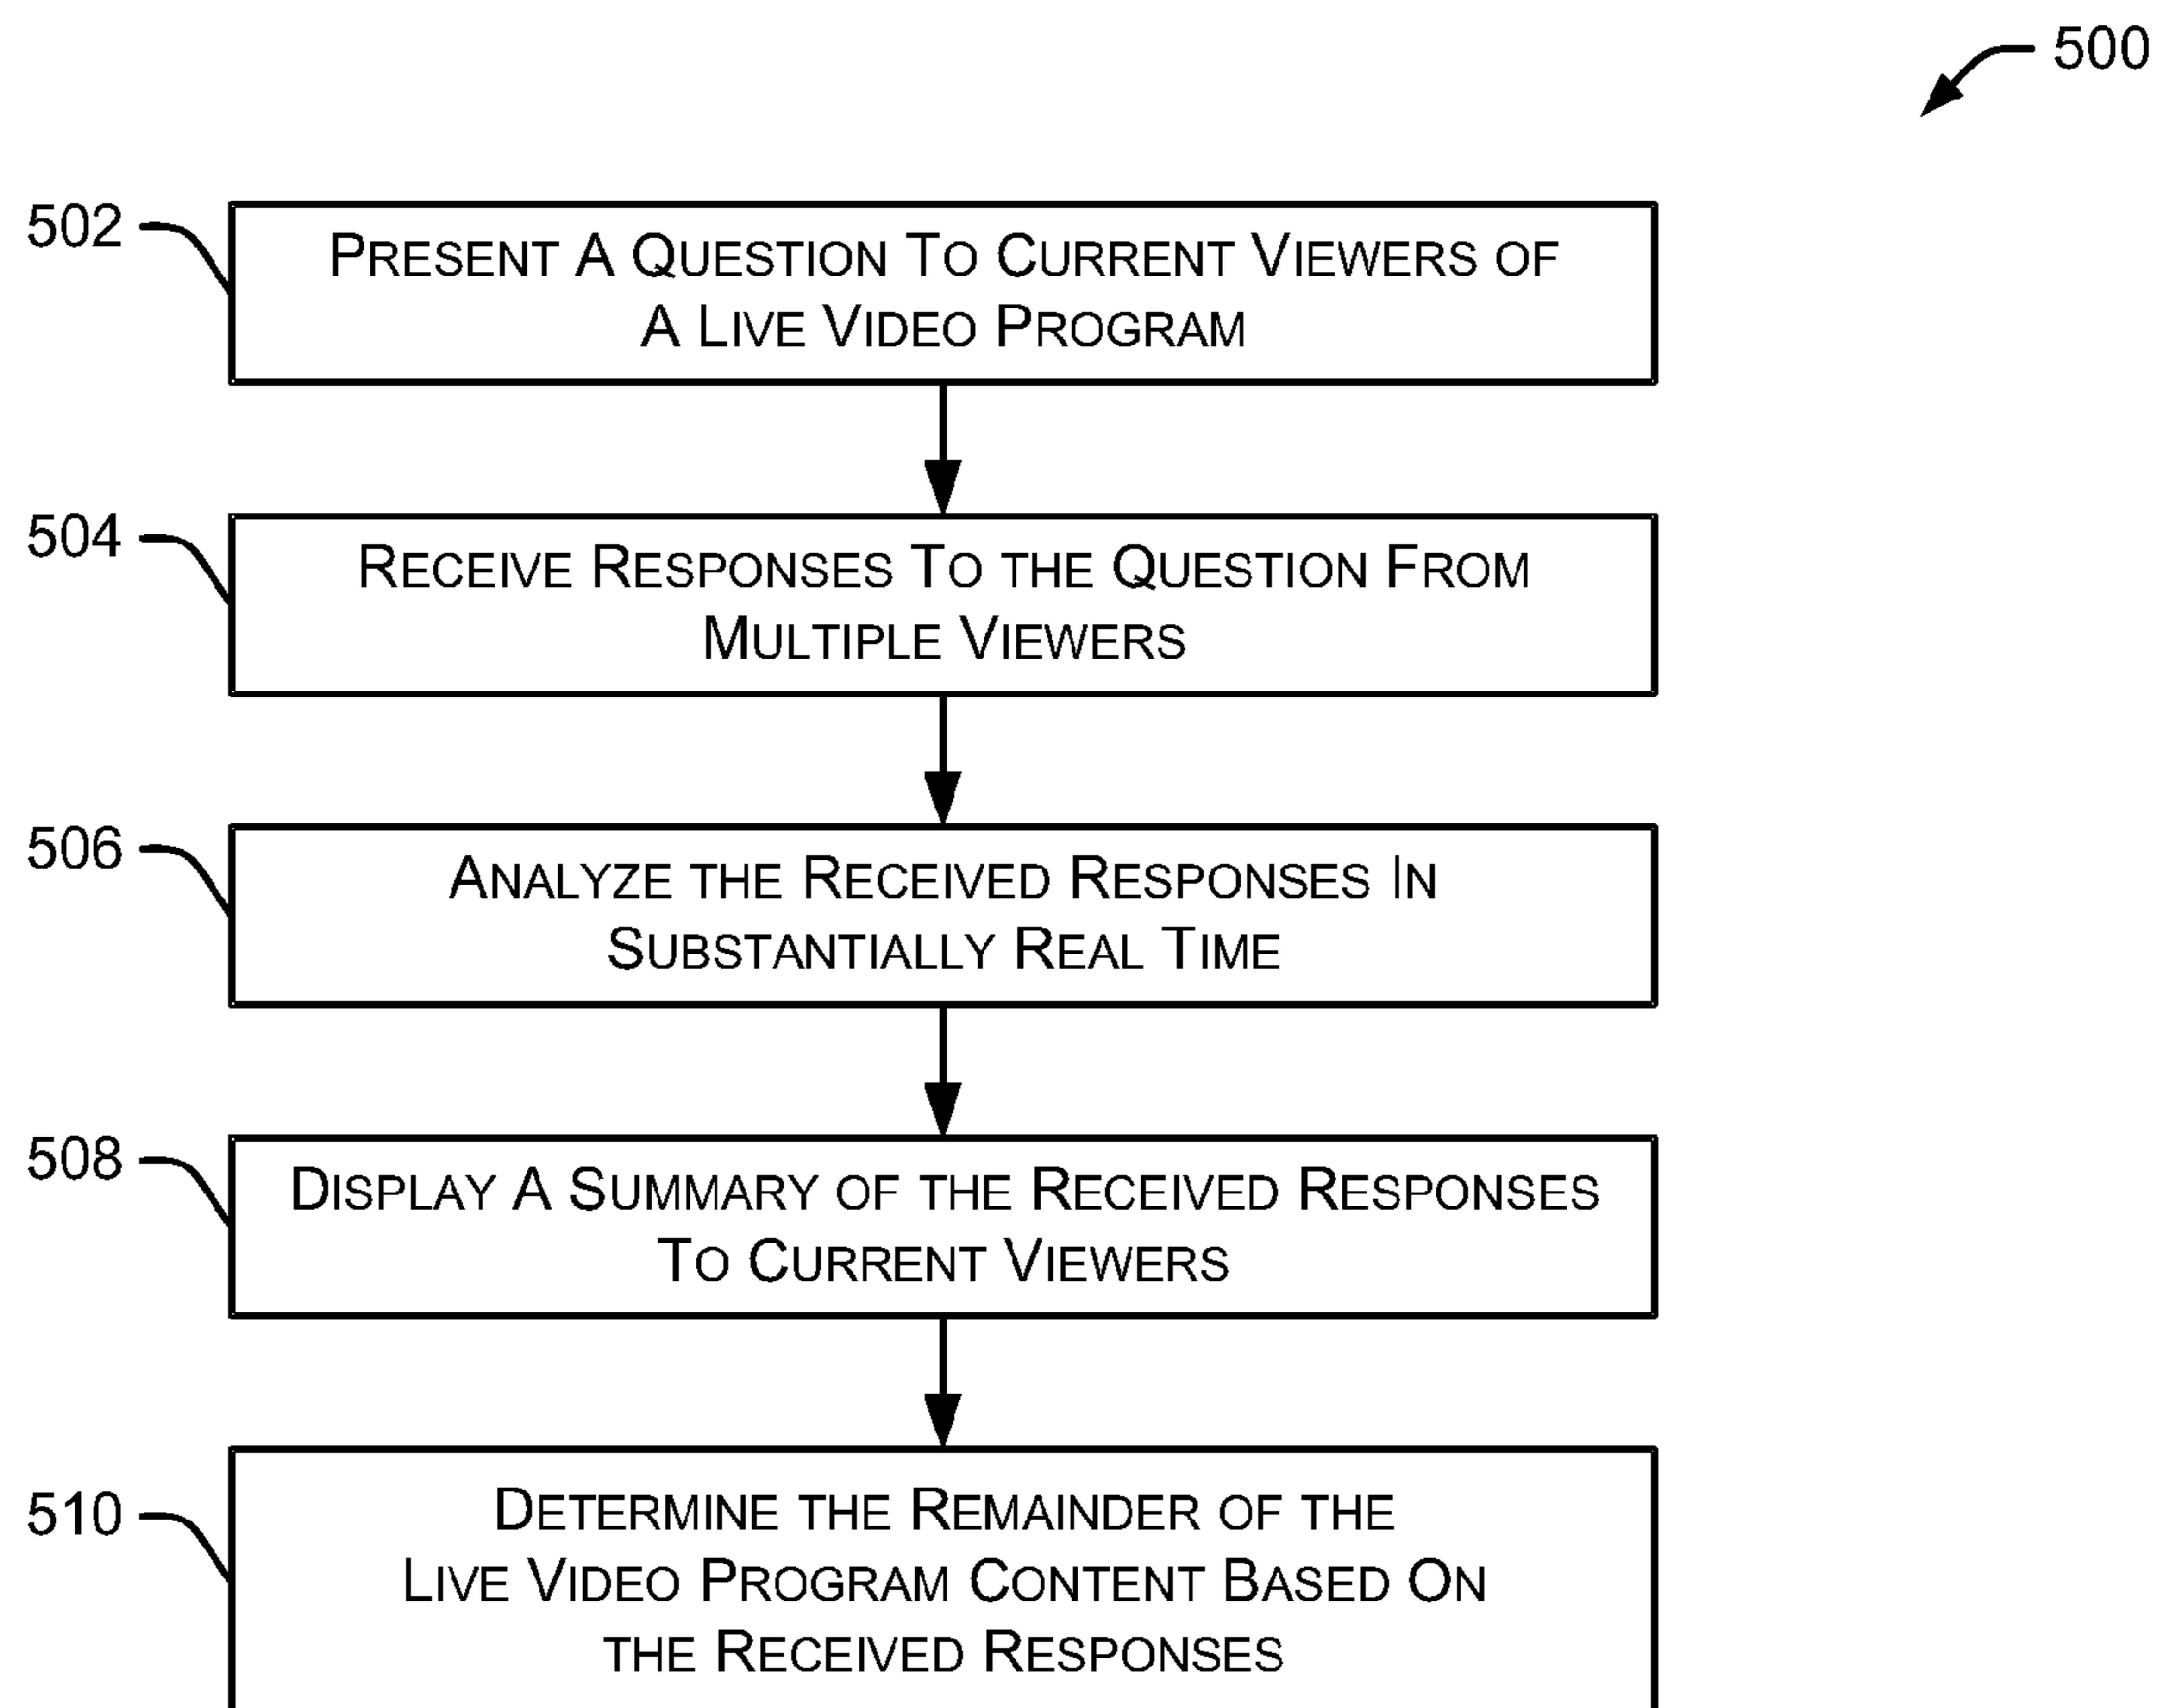 500
502
PRESENT A QUESTION TO CURRENT VIEWERS OF
A LIVE VIDEO PROGRAM
504
RECEIVE RESPONSES TO THE QUESTION FROM
MULTIPLE VIEWERS
506
ANALYZE THE RECEIVED RESPONSES IN
SUBSTANTIALLY REAL TIME
508
DISPLAY A SUMMARY OF THE RECEIVED RESPONSES
TO CURRENT VIEWERS
510
DETERMINE THE REMAINDER OF THE
LIVE VIDEO PROGRAM CONTENT BASED ON
THE RECEIVED RESPONSES